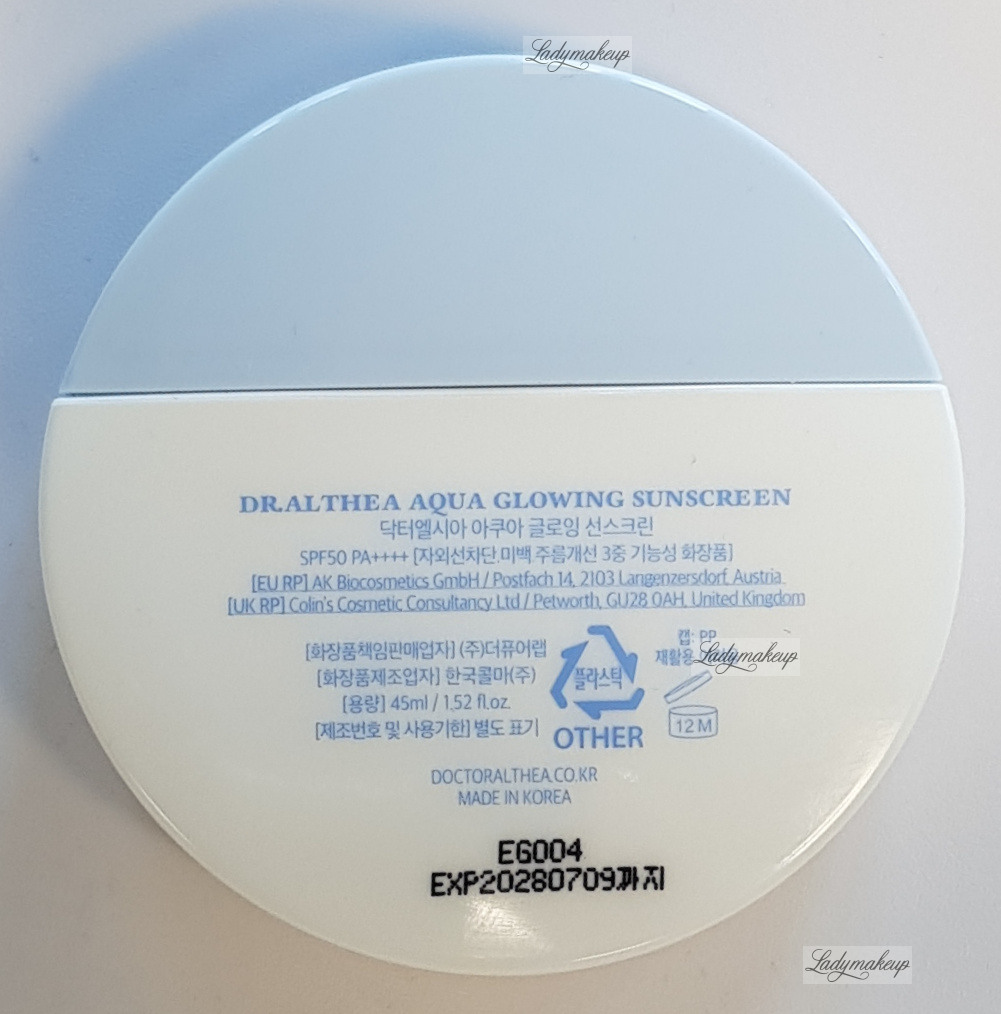 Ladymakeup
DR.ALTHEA AQUA GLOWING SUNSCREEN
닥터엘시아 아쿠아 글로잉 선스크린
SPF50 PA++++ [자외선차단.미백.주름개선 3중 기능성 화장품]
[EU RP] AK Biocosmetics GmbH / Postfach 14, 2103 Langenzersdorf, Austria
[UK RP] Colin's Cosmetic Consultancy Ltd / Petworth, GU28 0AH, United Kingdom
[화장품책임판매업자] (주)더퓨어랩
[화장품제조업자] 한국콜마(주)
[용량] 45ml / 1.52 fl.oz.
[제조번호 및 사용기한] 별도 표기
플라스틱
OTHER
캡: PP
재활용
Ladymakeup
12M
DOCTORALTHEA.CO.KR
MADE IN KOREA
EG004
EXP20280709까지
Ladymakeup